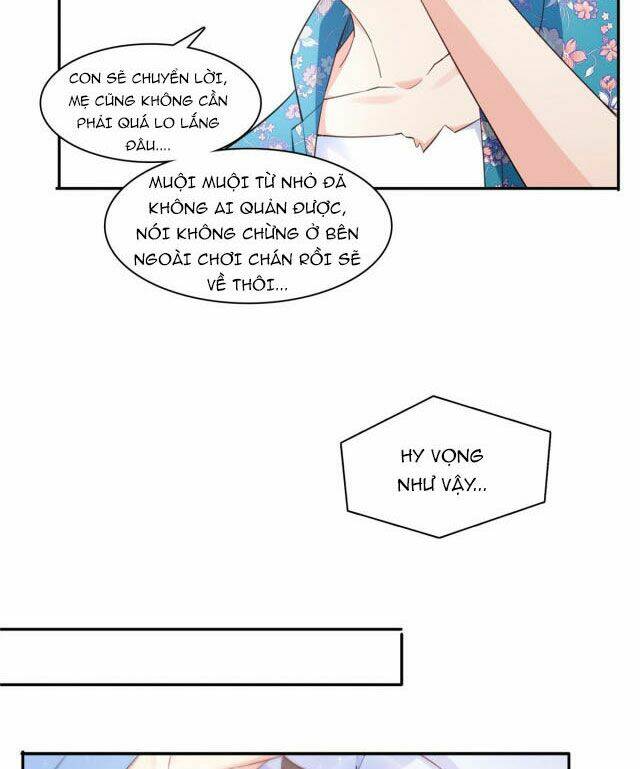 CON SẼ CHUYỂN LỜI,
MẸ CŨNG KHÔNG CẦN
PHẢI QUÁ LO LẮNG
ĐÂU....
MUỘI MUỘI TỪ NHỎ ĐÃ
KHÔNG AI QUẢN ĐƯỢC,
NÓI KHÔNG CHỪNG Ở BÊN
NGOÀI CHƠI CHÁN RỒI SẼ
VỀ THÔI...
HY VỌNG
NHƯ VẬY...